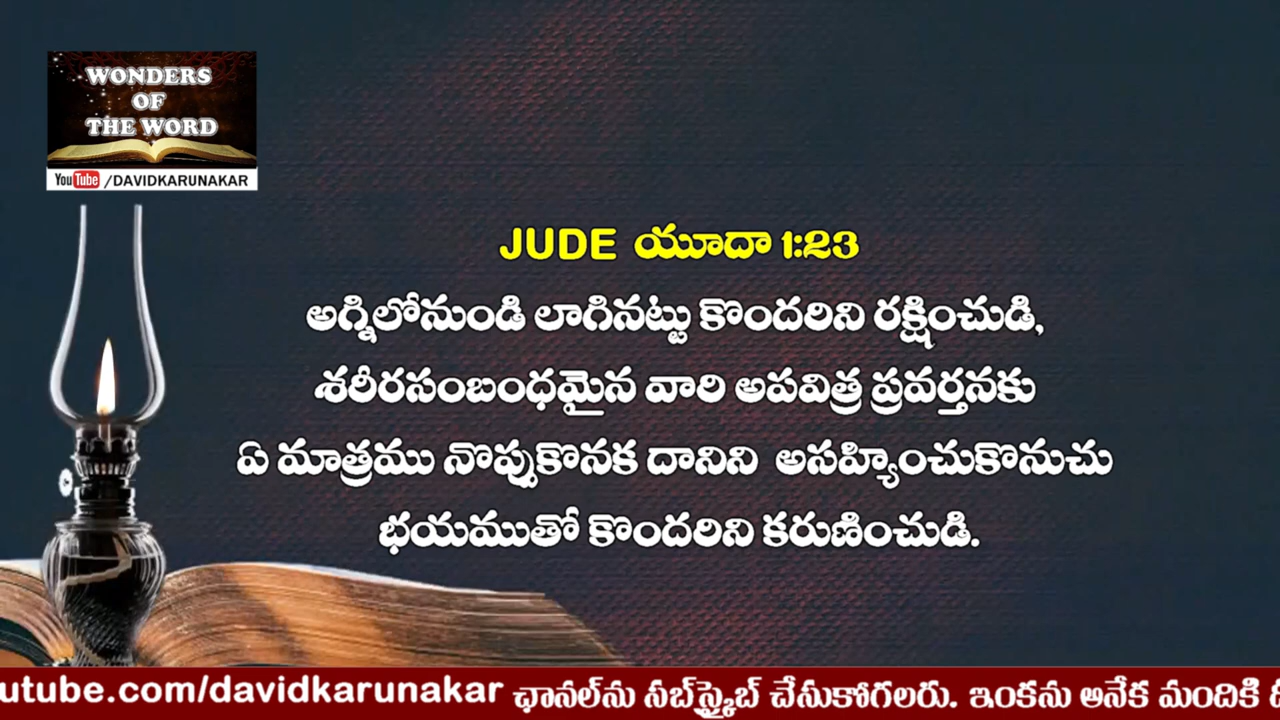 WONDERS
OF
THE WORD
YouTube /DAVIDKARUNAKAR
JUDE యూదా 1:23
అగ్నిలోనుండి లాగినట్టు కొందరిని రక్షించుడి,
శరీరసంబంధమైన వారి అపవిత్ర ప్రవర్తనకు
ఏ మాత్రము నొప్పుకొనక దానిని అసహ్యించుకొనుచు
భయముతో కొందరిని కరుణించుడి.
utube.com/davidkarunakar ఛానల్‌ను సబ్‌స్క్రైబ్ చేసుకోగలరు. ఇంకను అనేక మందికి